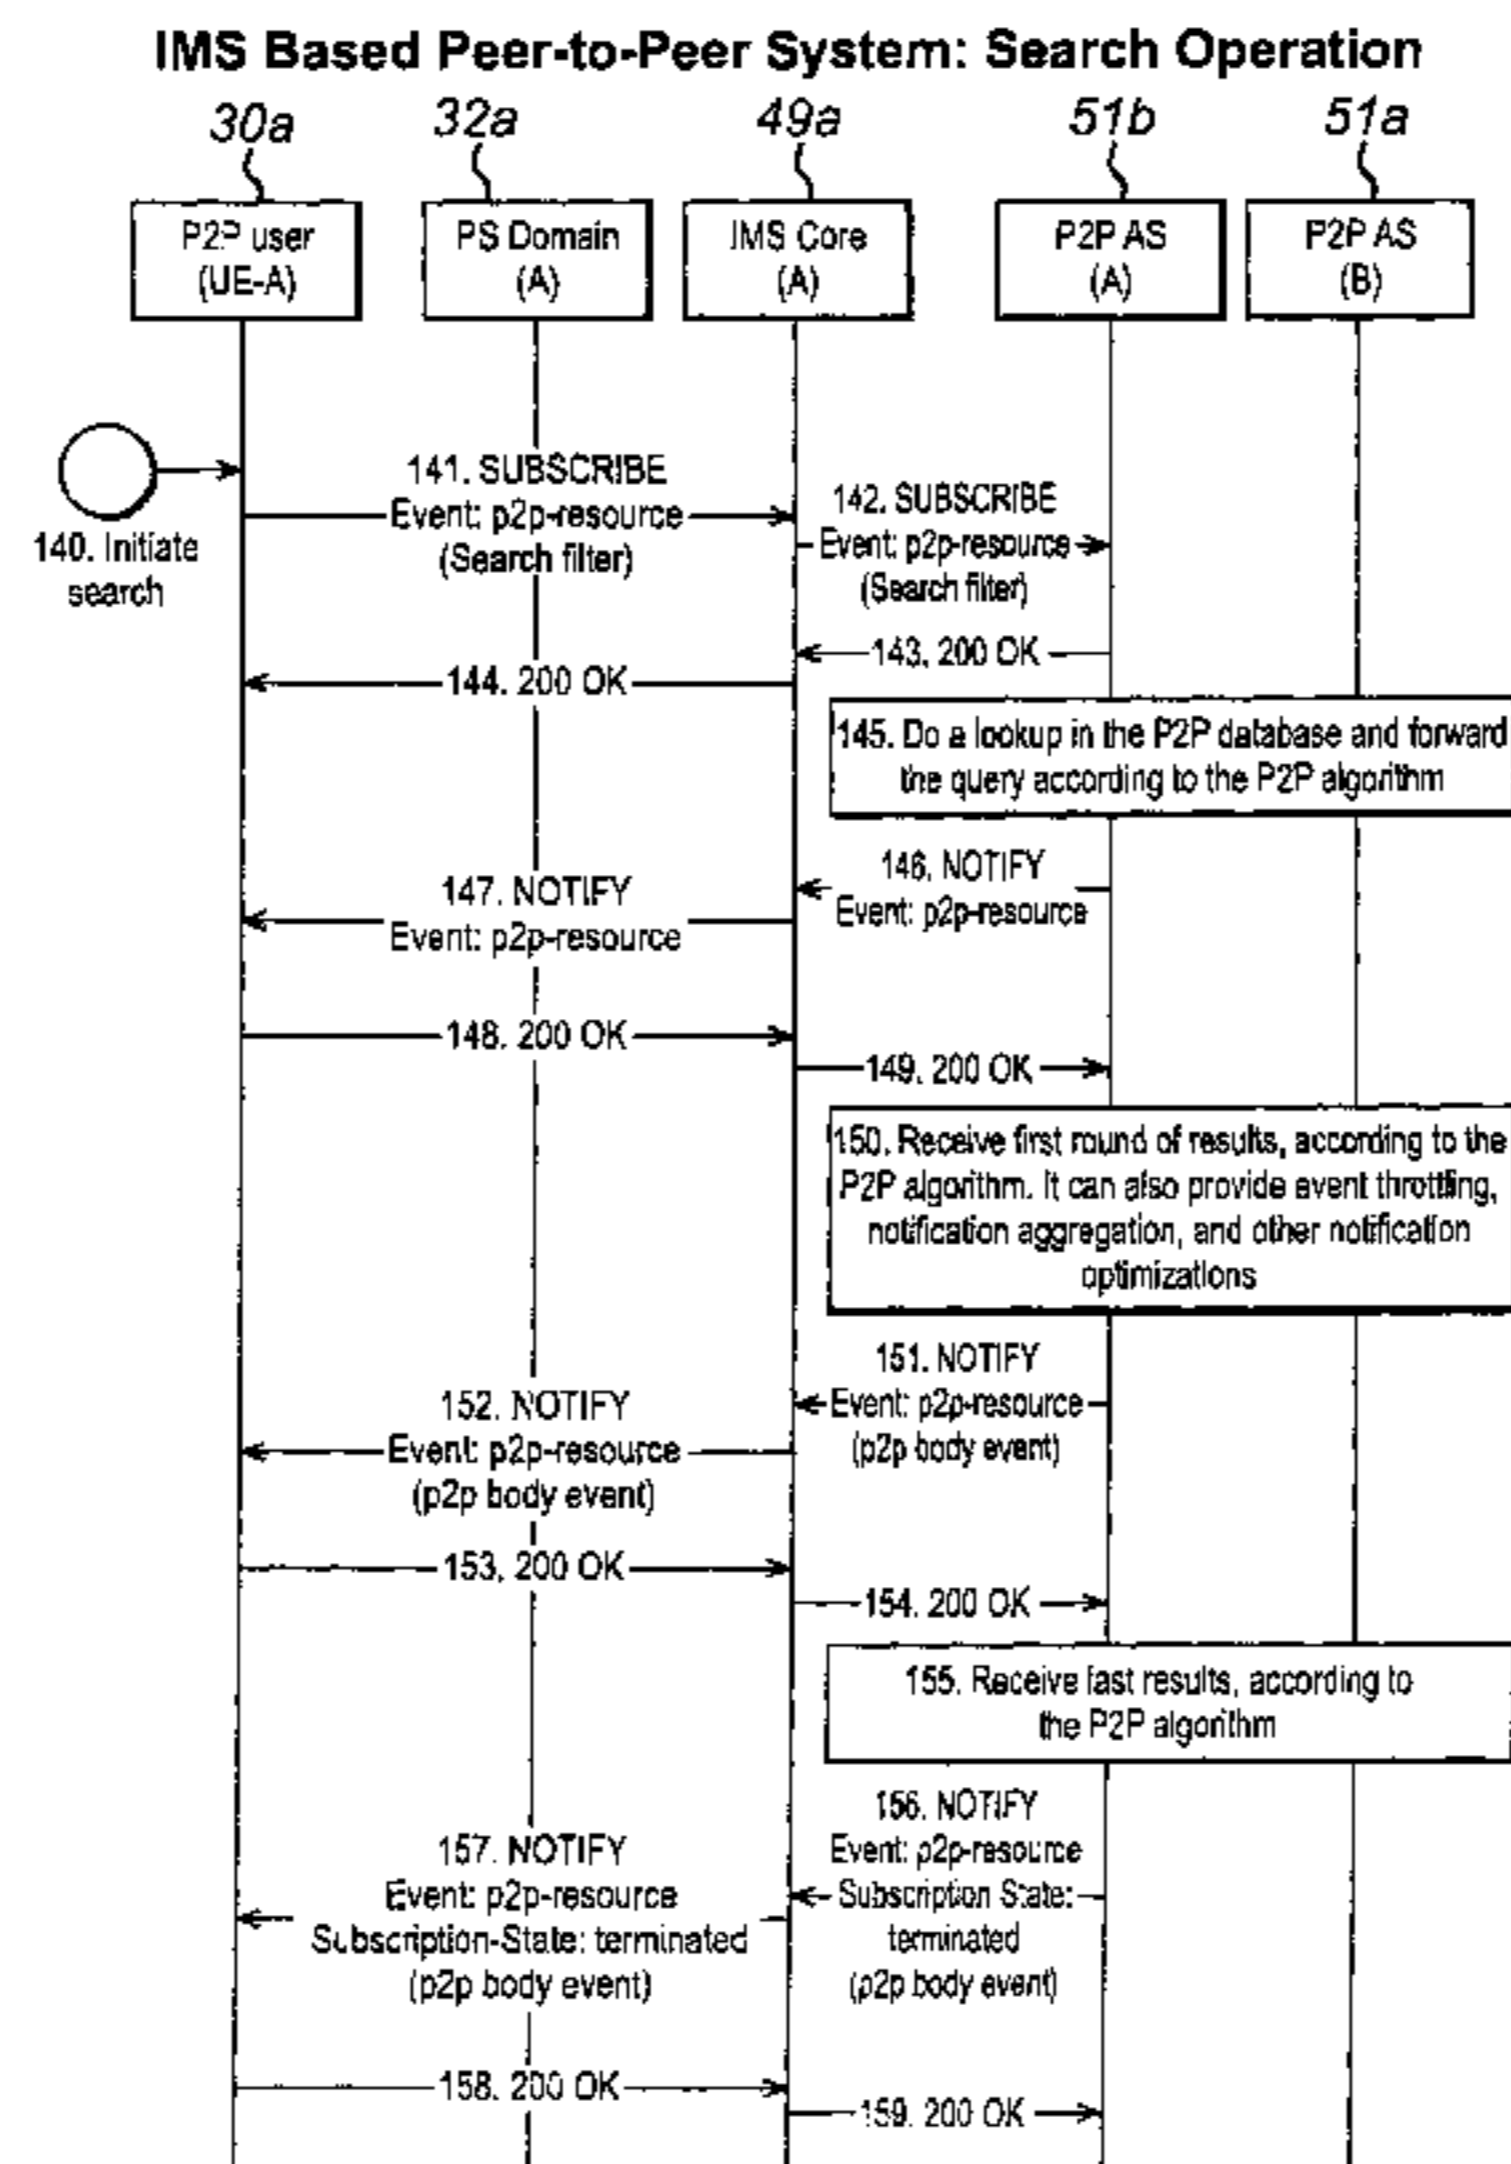 IMS Based Peer-to-Peer System: Search Operation
30a 32a 49a 51b 51a
P2P user
(UE-A)
PS Domain
(A)
IMS Core
(A)
P2P AS
(A)
P2P AS
(B)
140. Initiate
search
141. SUBSCRIBE
Event: p2p-resource
(Search filter)
142. SUBSCRIBE
Event: p2p-resource
(Search filter)
143. 200 OK
144. 200 OK
145. Do a lookup in the P2P database and forward
the query according to the P2P algorithm
146. NOTIFY
Event: p2p-resource
147. NOTIFY
Event: p2p-resource
148. 200 OK
149. 200 OK
150. Receive first round of results, according to the
P2P algorithm. It can also provide event throttling,
notification aggregation, and other notification
optimizations
151. NOTIFY
Event: p2p-resource
(p2p body event)
152. NOTIFY
Event: p2p-resource
(p2p body event)
153. 200 OK
154. 200 OK
155. Receive last results, according to
the P2P algorithm
156. NOTIFY
Event: p2p-resource
Subscription State:
terminated
(p2p body event)
157. NOTIFY
Event: p2p-resource
Subscription-State: terminated
(p2p body event)
158. 200 OK
159. 200 OK